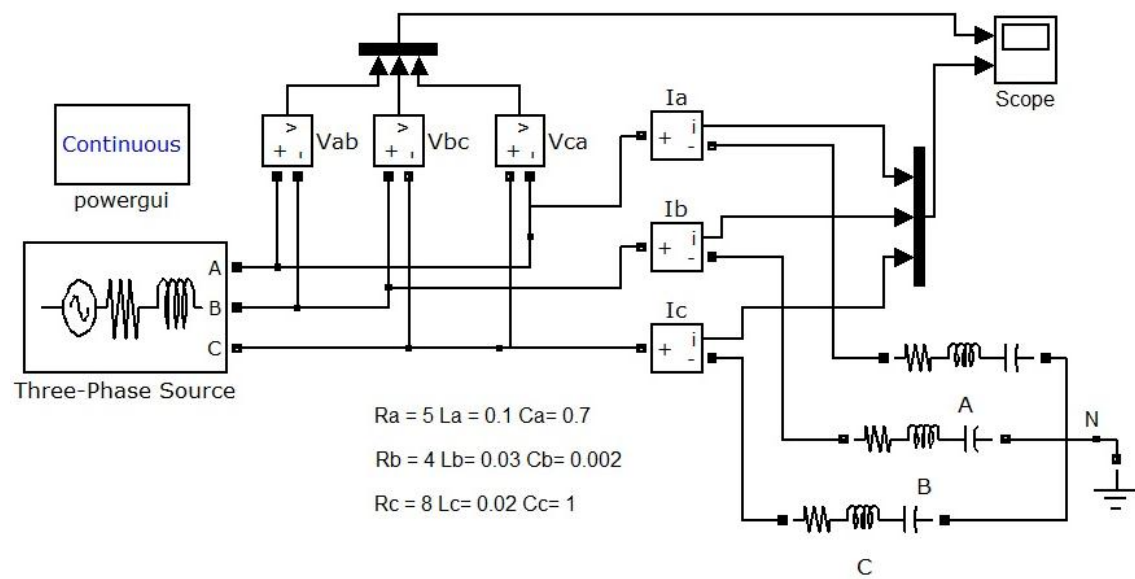 Scope
Ia
i
+
-
Continuous
powergui
v
+ -
Vab
v
+ -
Vbc
v
+ -
Vca
Ib
i
+
-
A
B
C
Three-Phase Source
Ic
i
+
-
Ra = 5 La = 0.1 Ca= 0.7
Rb = 4 Lb= 0.03 Cb= 0.002
Rc = 8 Lc= 0.02 Cc= 1
A
N
B
C